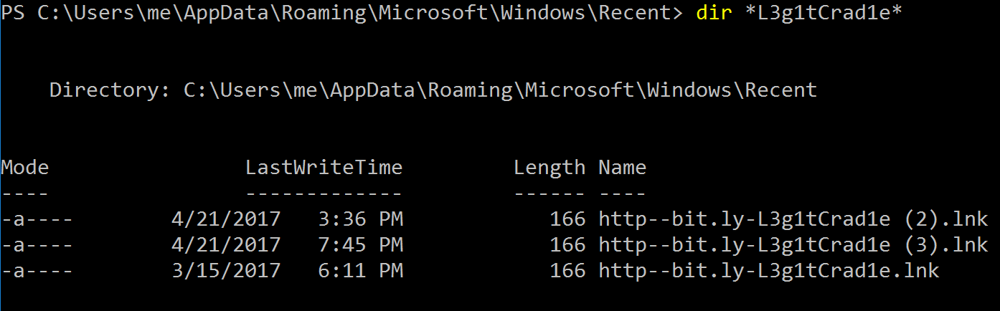 PS C:\Users\me\AppData\Roaming\Microsoft\Windows\Recent> dir *L3g1tCrad1e*
Directory: C:\Users\me\AppData\Roaming\Microsoft\Windows\Recent
Mode LastWriteTime Length Name
---- ------------- ------ ----
-a---- 4/21/2017 3:36 PM 166 http--bit.ly-L3g1tCrad1e (2).lnk
-a---- 4/21/2017 7:45 PM 166 http--bit.ly-L3g1tCrad1e (3).lnk
-a---- 3/15/2017 6:11 PM 166 http--bit.ly-L3g1tCrad1e.lnk